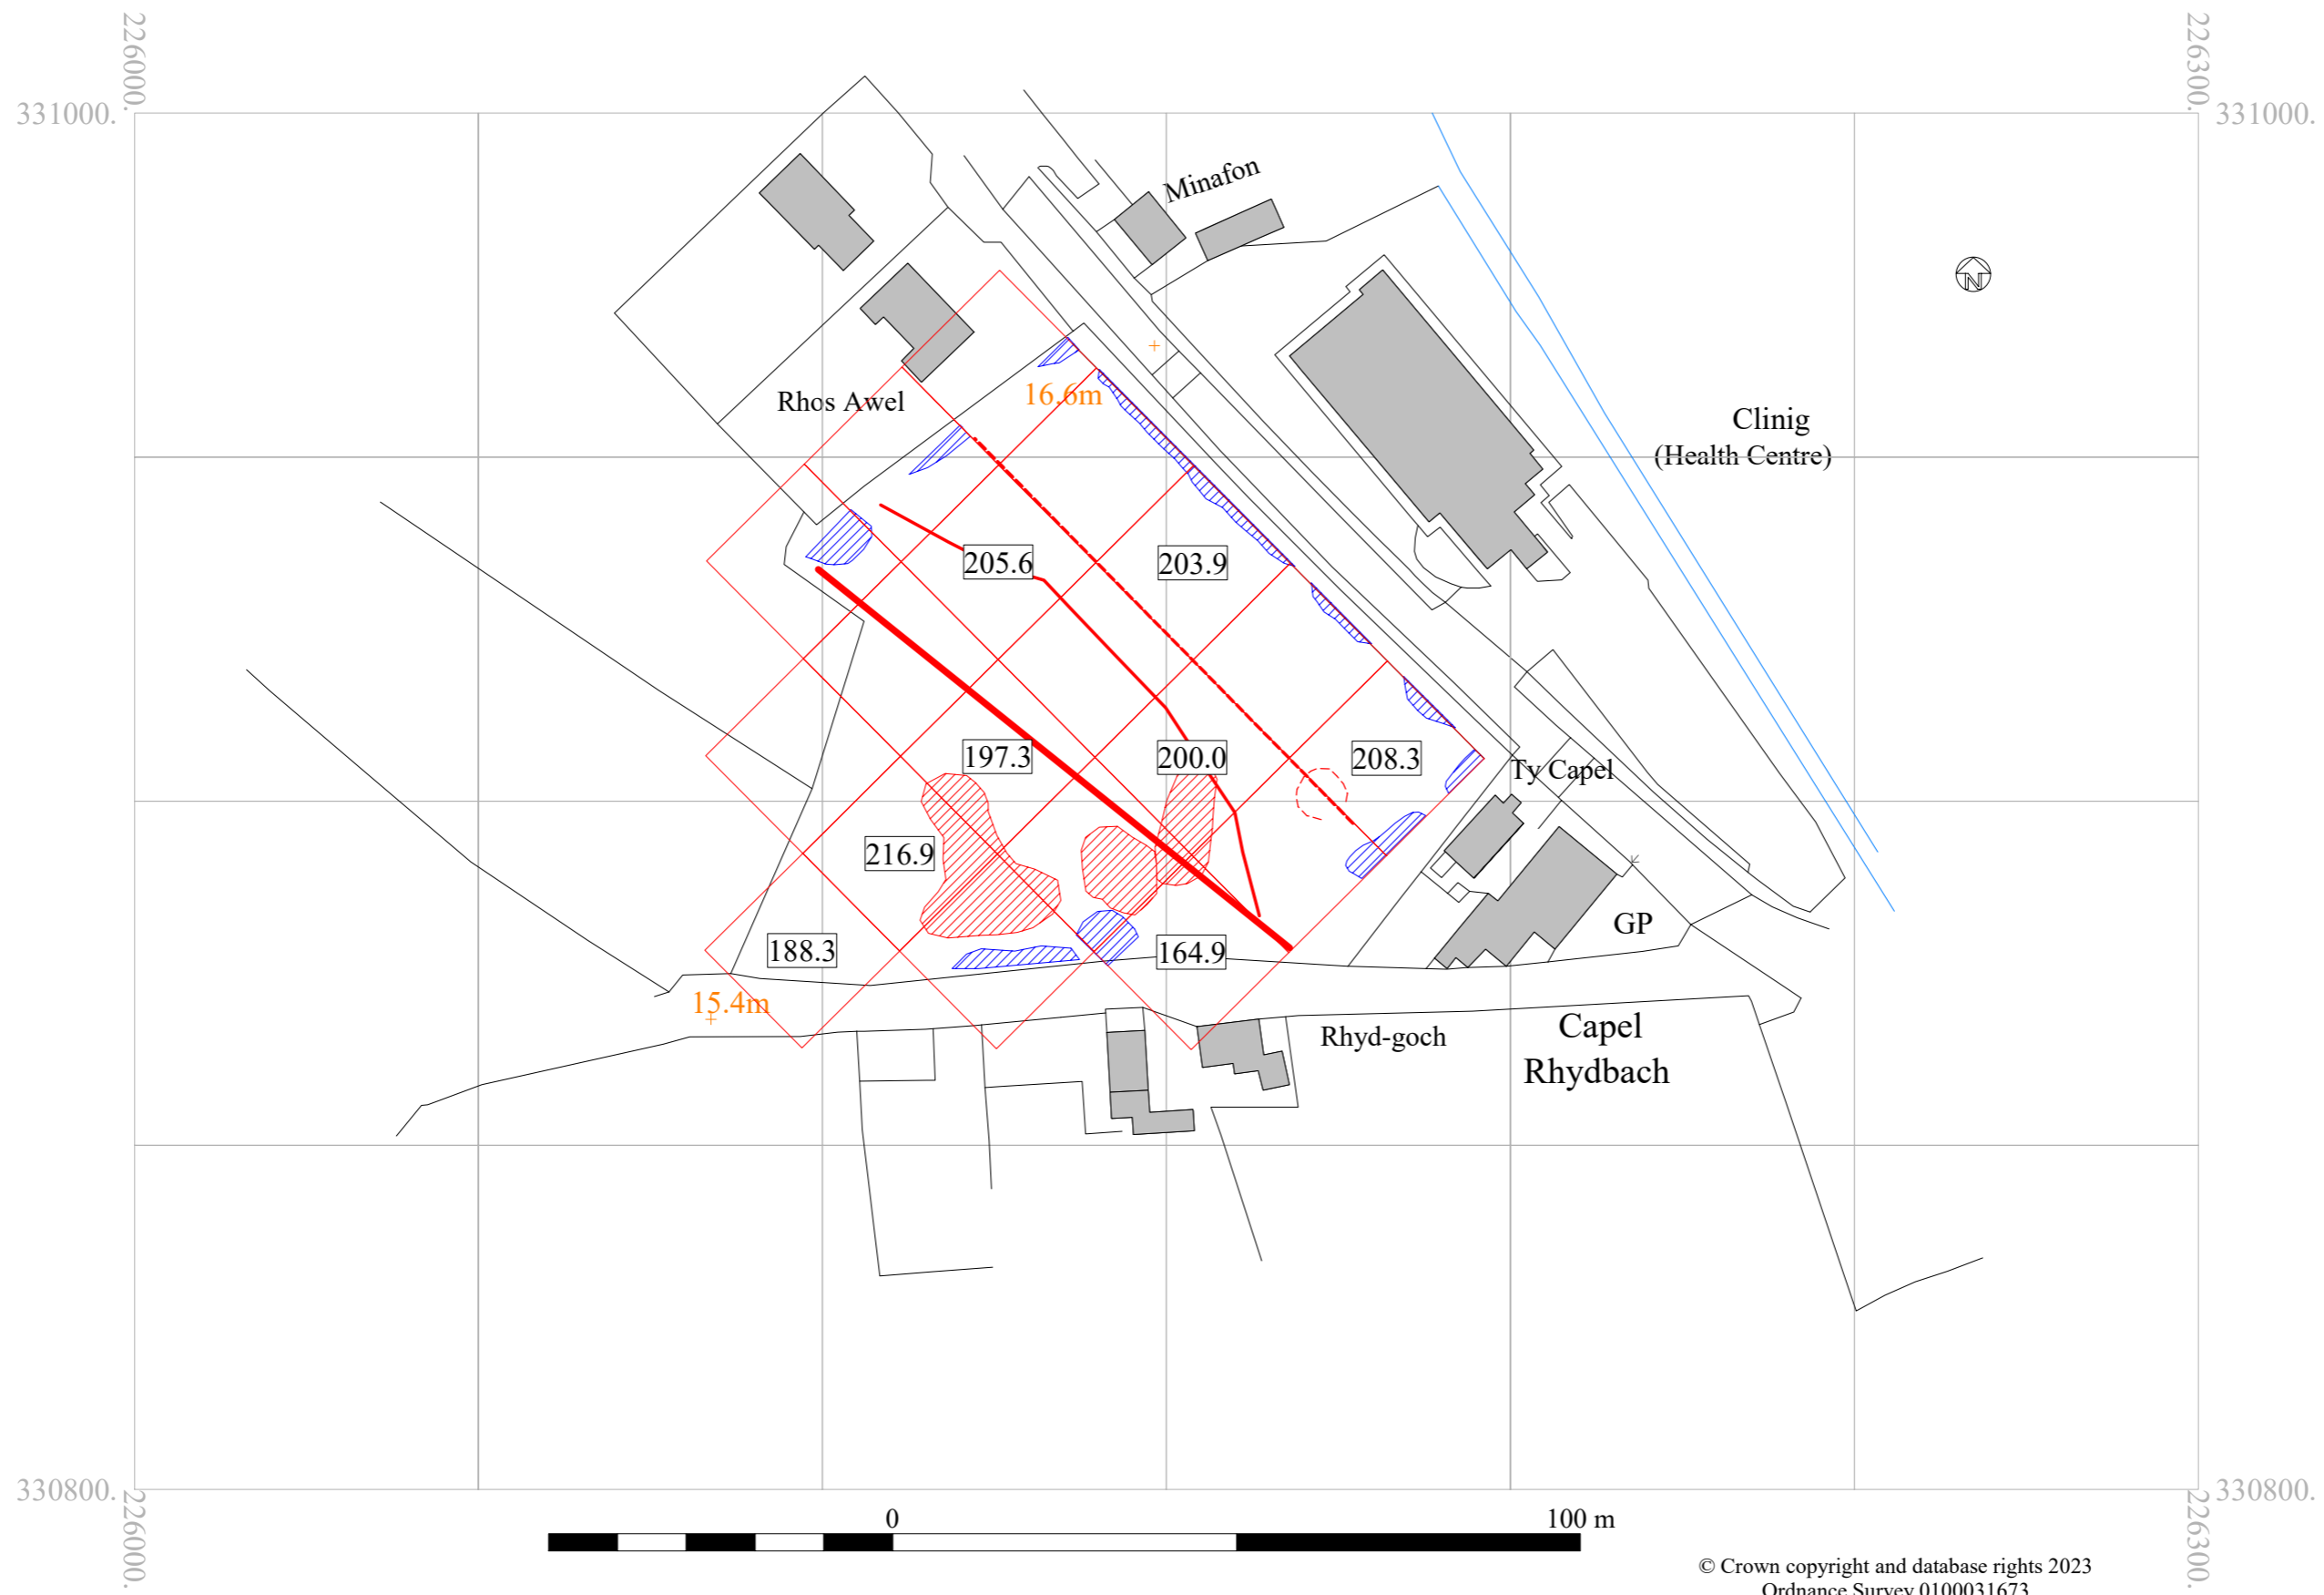 226000.
226300.
331000.
331000.
Minafon
N
16.6m
Rhos Awel
Clinig
(Health Centre)
205.6
203.9
197.3
200.0
208.3
Ty Capel
216.9
GP
188.3
164.9
15.4m
Rhyd-goch
Capel
Rhydbach
330800.
330800.
226000.
226300.
0
100 m
© Crown copyright and database rights 2023
Ordnance Survey 0100031673